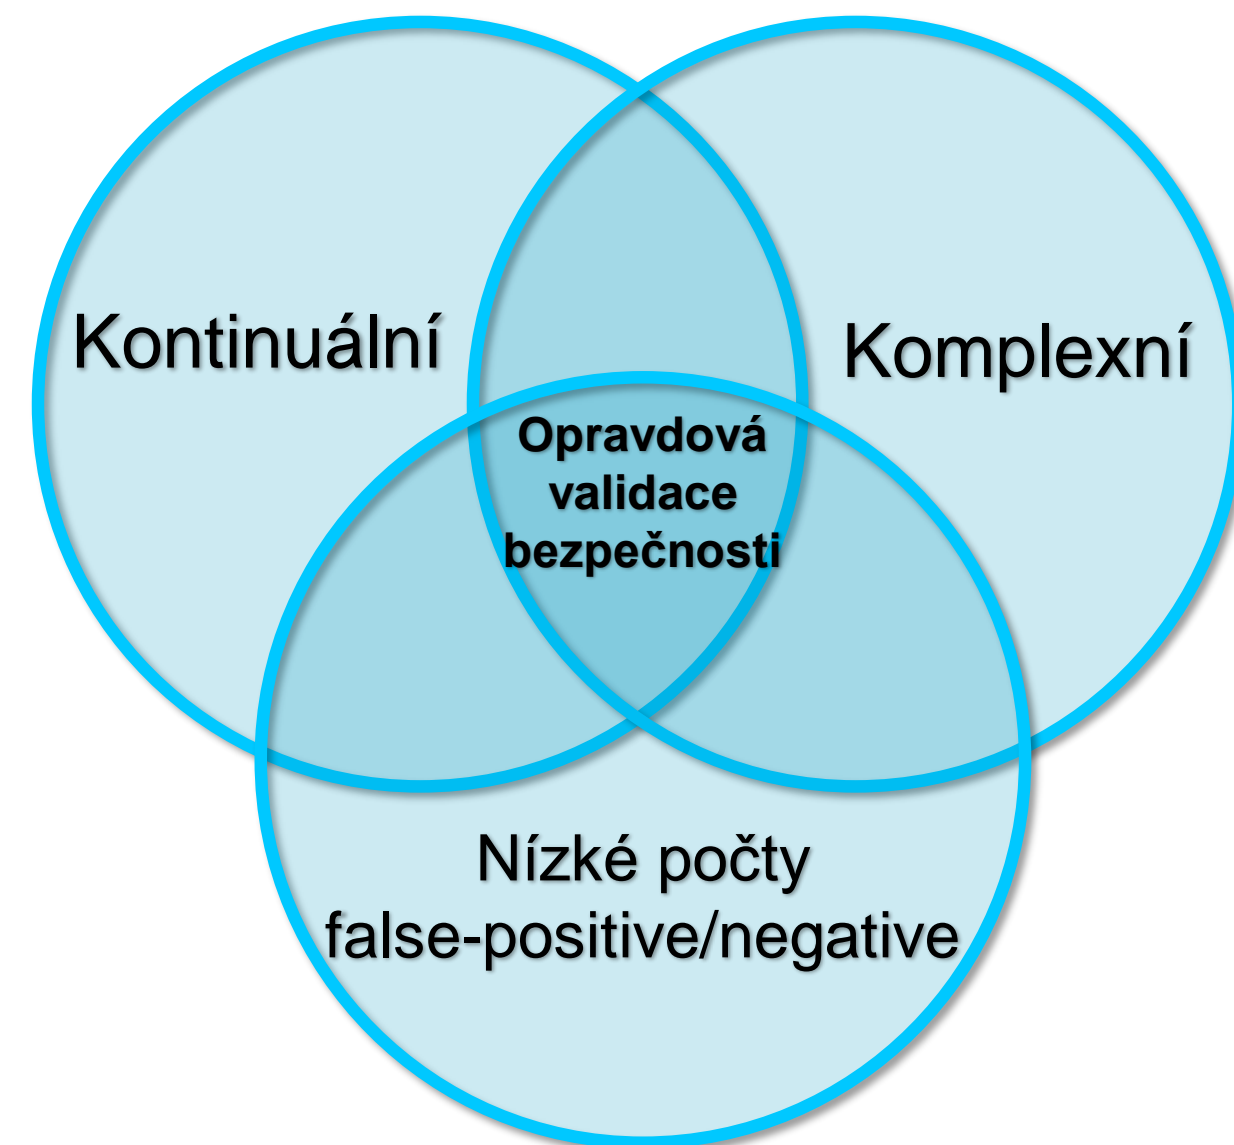 Kontinuální
Komplexní
Opravdová
validace
bezpečnosti
Nízké počty
false-positive/negative